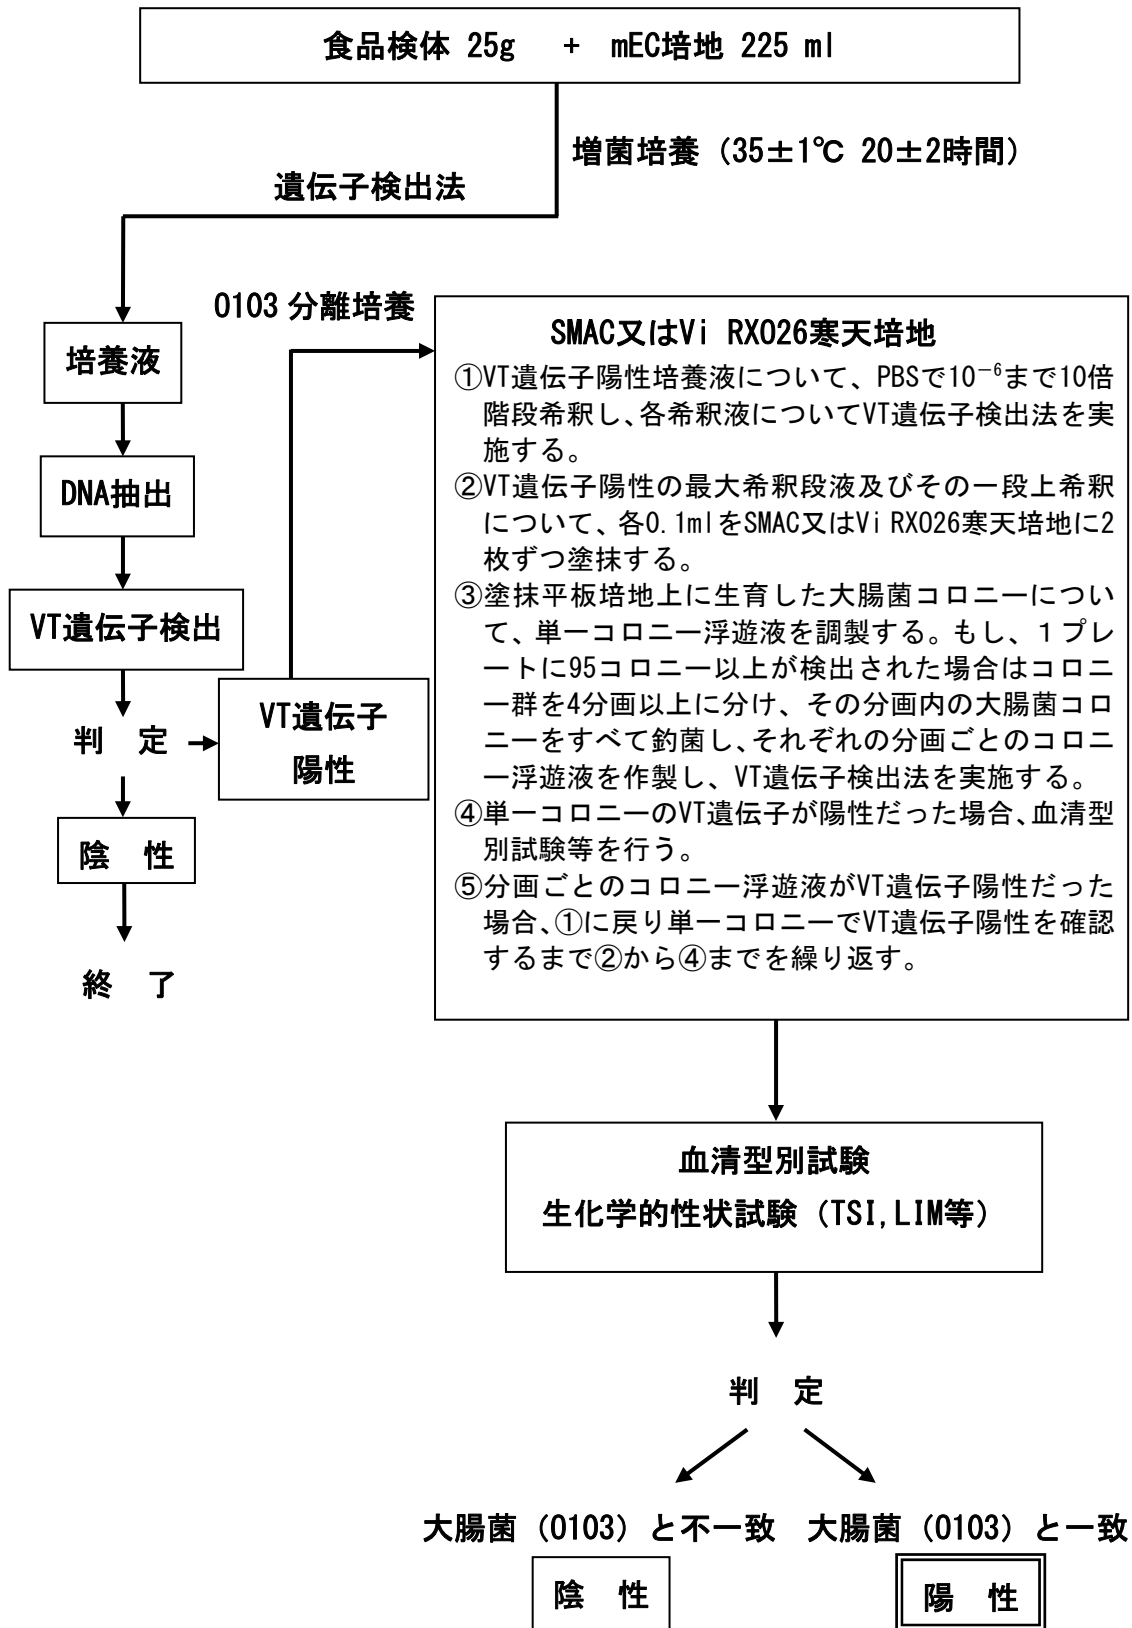 食品検体 25g + mEC培地 225 ml
増菌培養（35±1℃ 20±2時間）
遺伝子検出法
O103 分離培養
培養液
DNA抽出
VT遺伝子検出
判 定
VT遺伝子
陽性
陰 性
終 了
SMAC又はVi RXO26寒天培地
①VT遺伝子陽性培養液について、PBSで10⁻⁶まで10倍
階段希釈し、各希釈液についてVT遺伝子検出法を実
施する。
②VT遺伝子陽性の最大希釈段液及びその一段上希釈
について、各0.1mlをSMAC又はVi RXO26寒天培地に2
枚ずつ塗抹する。
③塗抹平板培地上に生育した大腸菌コロニーについ
て、単一コロニー浮遊液を調製する。もし、１プレ
ートに95コロニー以上が検出された場合はコロニ
ー群を4分画以上に分け、その分画内の大腸菌コロ
ニーをすべて釣菌し、それぞれの分画ごとのコロニ
ー浮遊液を作製し、VT遺伝子検出法を実施する。
④単一コロニーのVT遺伝子が陽性だった場合、血清型
別試験等を行う。
⑤分画ごとのコロニー浮遊液がVT遺伝子陽性だった
場合、①に戻り単一コロニーでVT遺伝子陽性を確認
するまで②から④までを繰り返す。
血清型別試験
生化学的性状試験（TSI,LIM等）
判 定
大腸菌（O103）と不一致
陰 性
大腸菌（O103）と一致
陽 性